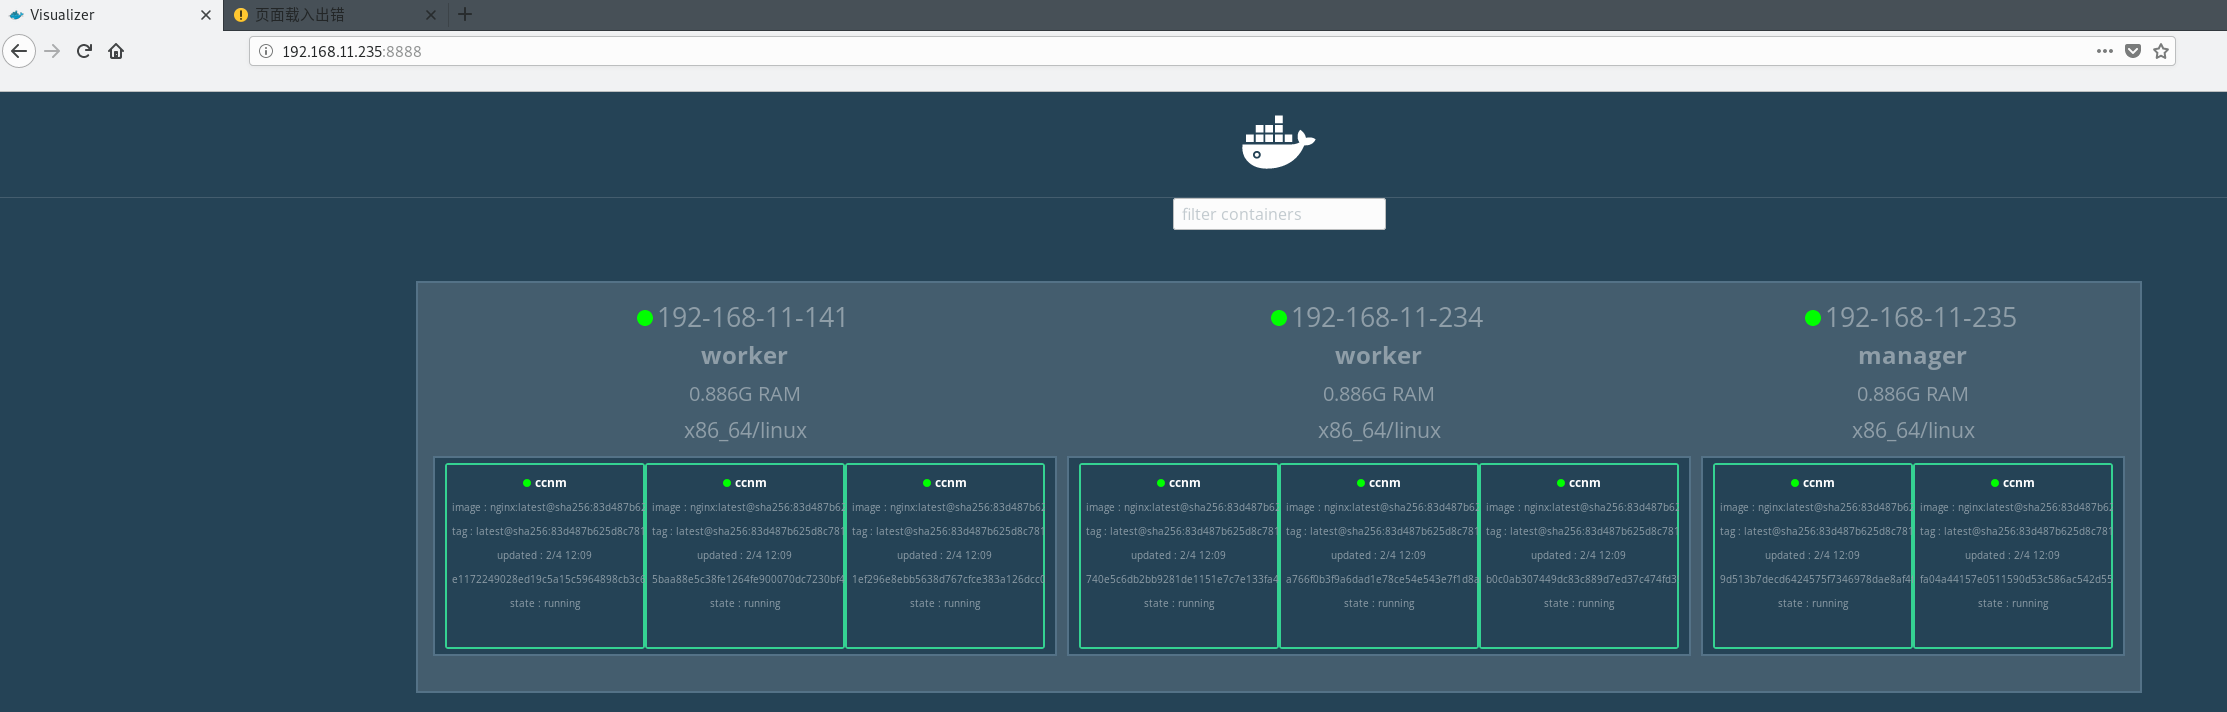 Visualizer
页面载入出错
192.168.11.235:8888
filter containers
192-168-11-141
worker
0.886G RAM
x86_64/linux
ccnm
image : nginx:latest@sha256:83d487b62
tag : latest@sha256:83d487b625d8c781
updated : 2/4 12:09
e1172249028ed19c5a15c5964898cb3c6
state : running
ccnm
image : nginx:latest@sha256:83d487b62
tag : latest@sha256:83d487b625d8c781
updated : 2/4 12:09
5baa88e5c38fe1264fe900070dc7230bf4
state : running
ccnm
image : nginx:latest@sha256:83d487b62
tag : latest@sha256:83d487b625d8c781
updated : 2/4 12:09
1ef296e8ebb5638d767cfce383a126dcc0
state : running
192-168-11-234
worker
0.886G RAM
x86_64/linux
ccnm
image : nginx:latest@sha256:83d487b62
tag : latest@sha256:83d487b625d8c781
updated : 2/4 12:09
740e5c6db2bb9281de1151e7c7e133fa4
state : running
ccnm
image : nginx:latest@sha256:83d487b62
tag : latest@sha256:83d487b625d8c781
updated : 2/4 12:09
a766f0b3f9a6dad1e78ce54e543e7f1d8a
state : running
ccnm
image : nginx:latest@sha256:83d487b62
tag : latest@sha256:83d487b625d8c781
updated : 2/4 12:09
b0c0ab307449dc83c889d7ed37c474fd3
state : running
192-168-11-235
manager
0.886G RAM
x86_64/linux
ccnm
image : nginx:latest@sha256:83d487b62
tag : latest@sha256:83d487b625d8c781
updated : 2/4 12:09
9d513b7decd6424575f7346978dae8af4
state : running
ccnm
image : nginx:latest@sha256:83d487b62
tag : latest@sha256:83d487b625d8c781
updated : 2/4 12:09
fa04a44157e0511590d53c586ac542d55
state : running